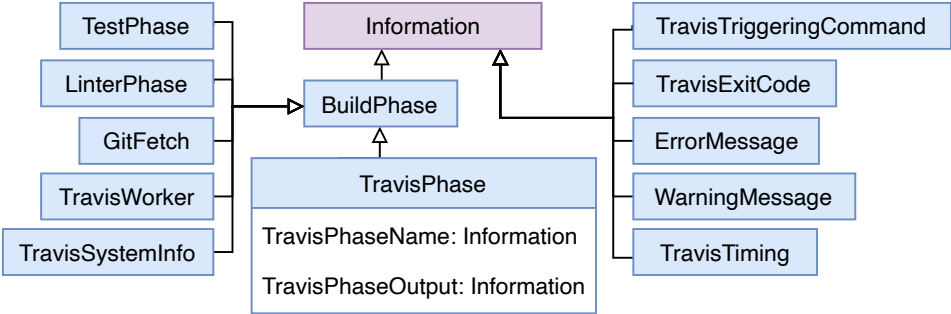 TestPhase
LinterPhase
GitFetch
TravisWorker
TravisSystemInfo
Information
BuildPhase
TravisPhase
TravisPhaseName: Information
TravisPhaseOutput: Information
TravisTriggeringCommand
TravisExitCode
ErrorMessage
WarningMessage
TravisTiming